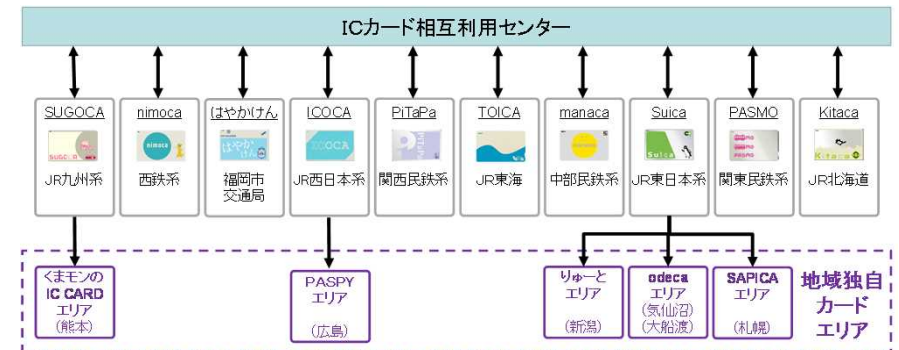 ICカード相互利用センター
SUGOCA
JR九州系
nimoca
西鉄系
はやかけん
福岡市
交通局
ICOCA
JR西日本系
PiTaPa
関西民鉄系
TOICA
JR東海
manaca
中部民鉄系
Suica
JR東日本系
PASMO
関東民鉄系
Kitaca
JR北海道
くまモンの
IC CARD
エリア
(熊本)
PASPY
エリア
(広島)
りゅーと
エリア
(新潟)
odeca
エリア
(気仙沼)
(大船渡)
SAPICA
エリア
(札幌)
地域独自
カード
エリア